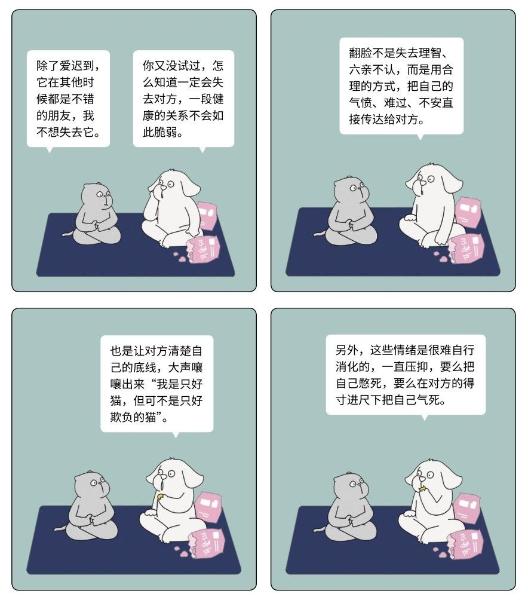 除了爱迟到，
它在其他时
候都是不错
的朋友，我
不想失去它。
你又没试过，怎
么知道一定会失
去对方，一段健
康的关系不会如
此脆弱。
翻脸不是失去理智、
六亲不认，而是用合
理的方式，把自己的
气愤、难过、不安直
接传达给对方。
也是让对方清楚自
己的底线，大声嚷
嚷出来“我是只好
猫，但可不是只好
欺负的猫”。
另外，这些情绪是很难自行
消化的，一直压抑，要么把
自己憋死，要么在对方的得
寸进尺下把自己气死。